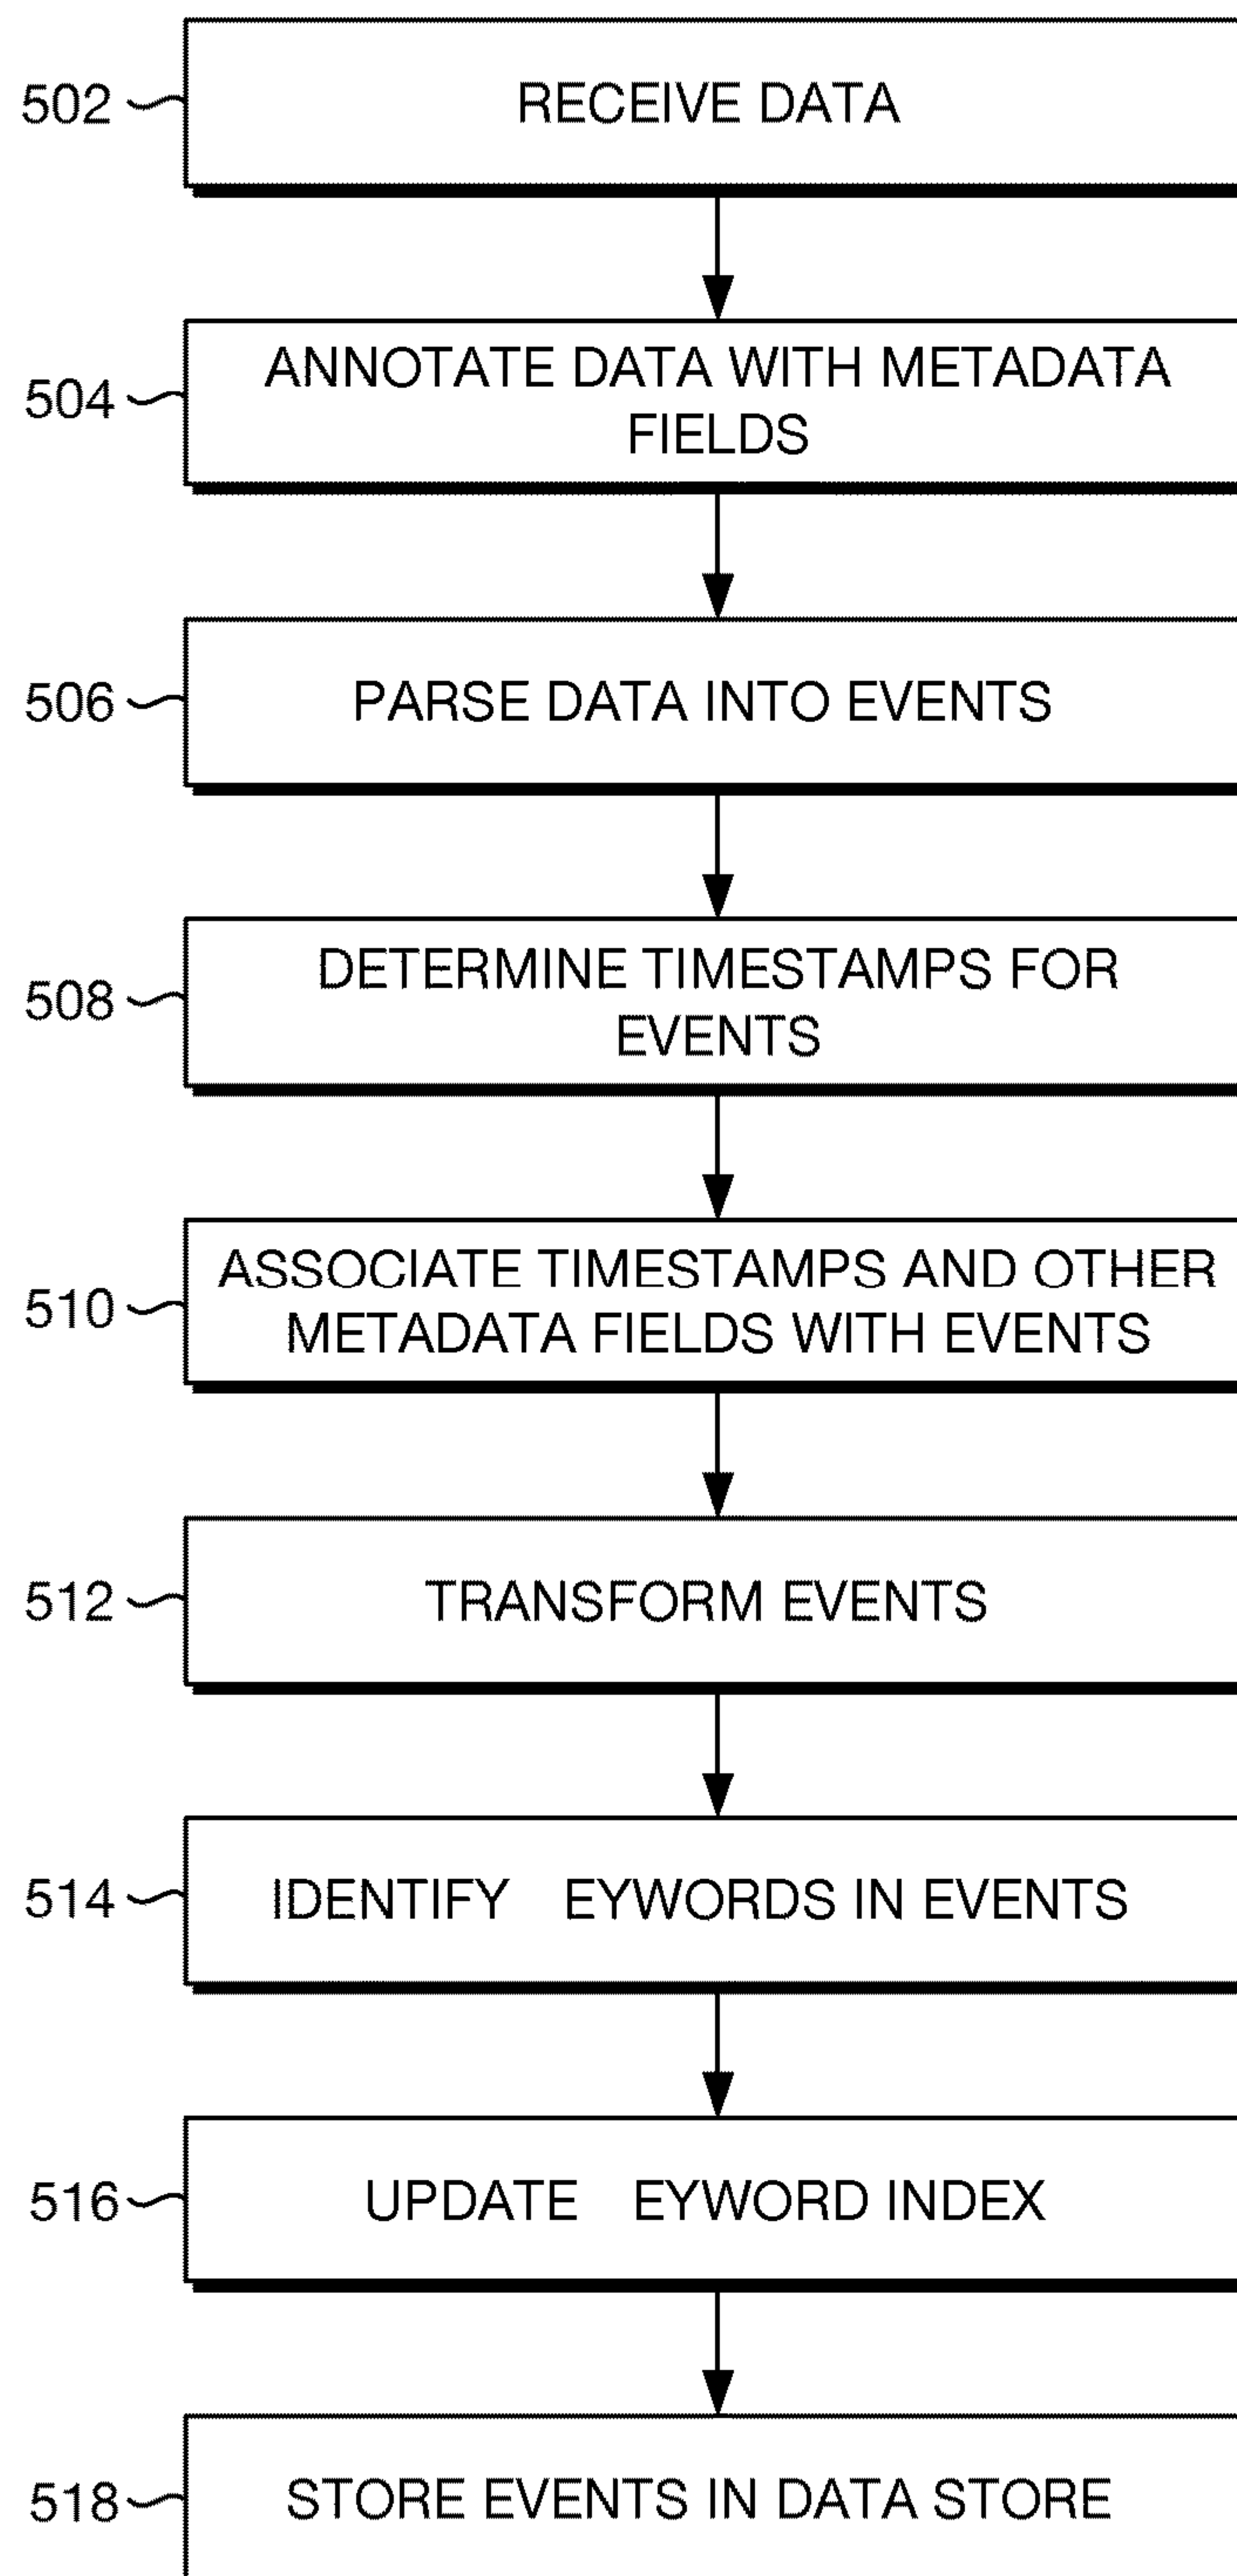 502 RECEIVE DATA
504 ANNOTATE DATA WITH METADATA
FIELDS
506 PARSE DATA INTO EVENTS
508 DETERMINE TIMESTAMPS FOR
EVENTS
510 ASSOCIATE TIMESTAMPS AND OTHER
METADATA FIELDS WITH EVENTS
512 TRANSFORM EVENTS
514 IDENTIFY EYWORDS IN EVENTS
516 UPDATE EYWORD INDEX
518 STORE EVENTS IN DATA STORE